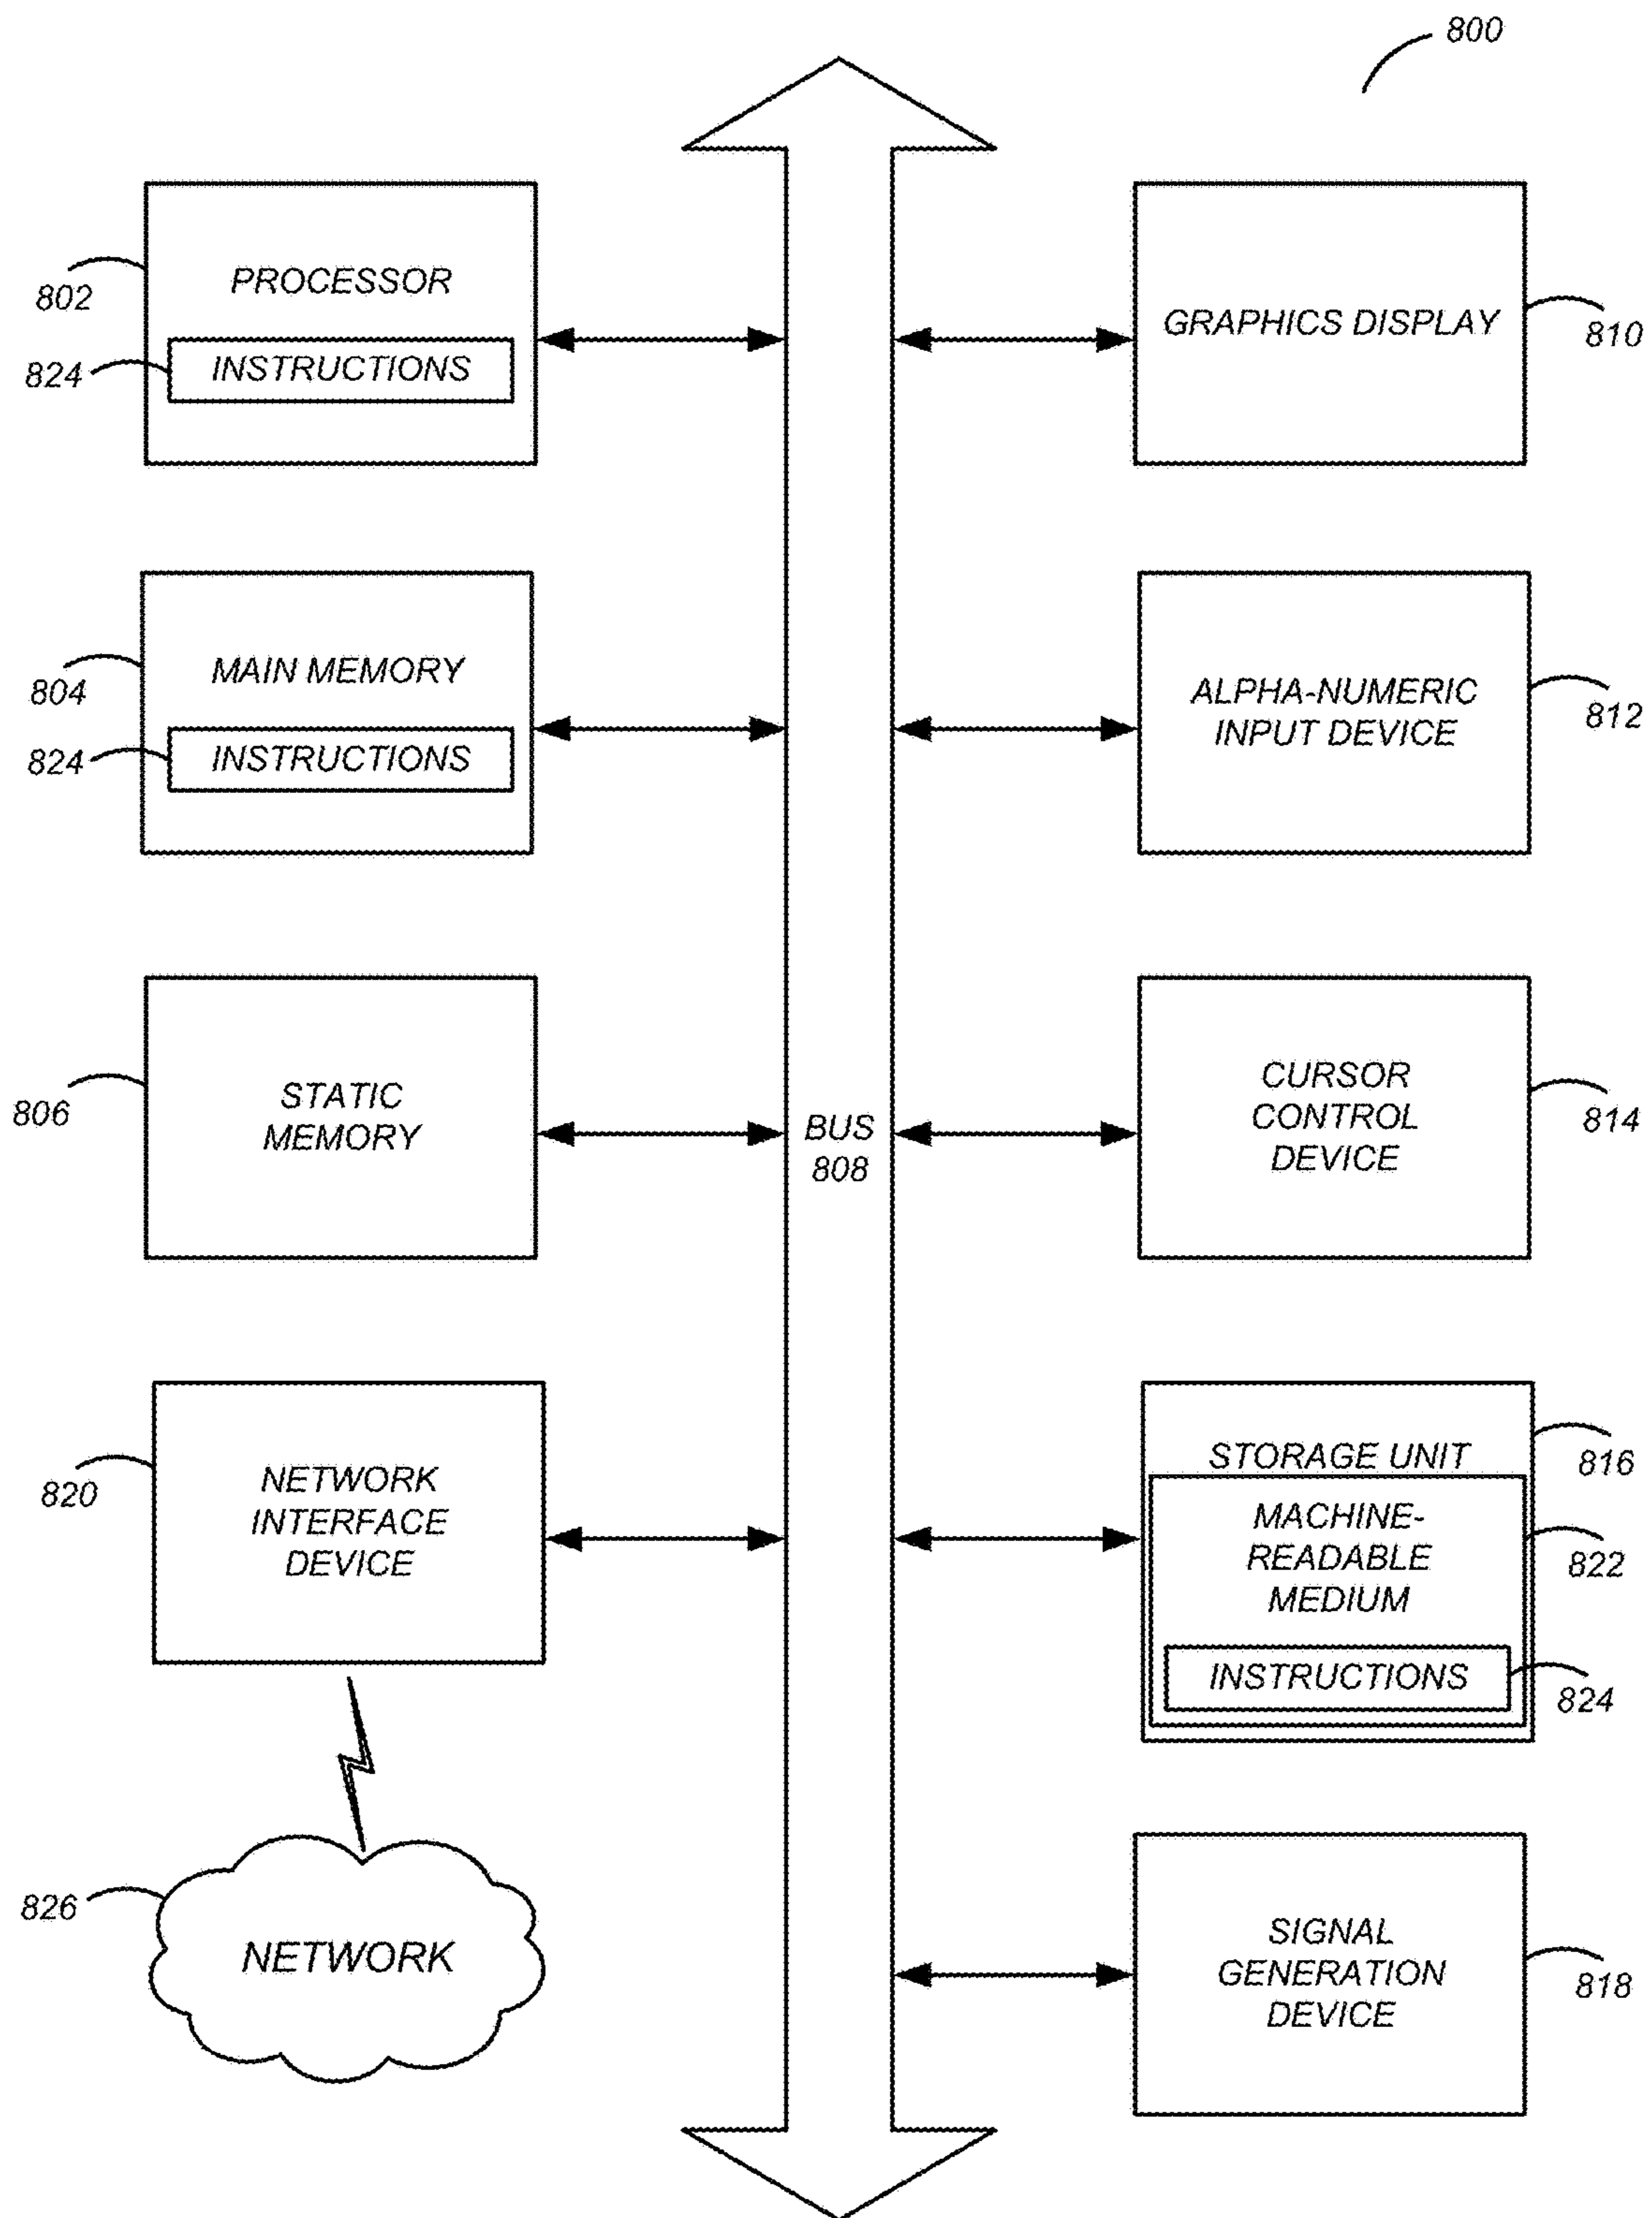 800
PROCESSOR
802
INSTRUCTIONS
824
GRAPHICS DISPLAY
810
MAIN MEMORY
804
INSTRUCTIONS
824
ALPHA-NUMERIC
INPUT DEVICE
812
STATIC
MEMORY
806
BUS
808
CURSOR
CONTROL
DEVICE
814
NETWORK
INTERFACE
DEVICE
820
STORAGE UNIT
816
MACHINE-
READABLE
MEDIUM
822
INSTRUCTIONS
824
826
NETWORK
SIGNAL
GENERATION
DEVICE
818